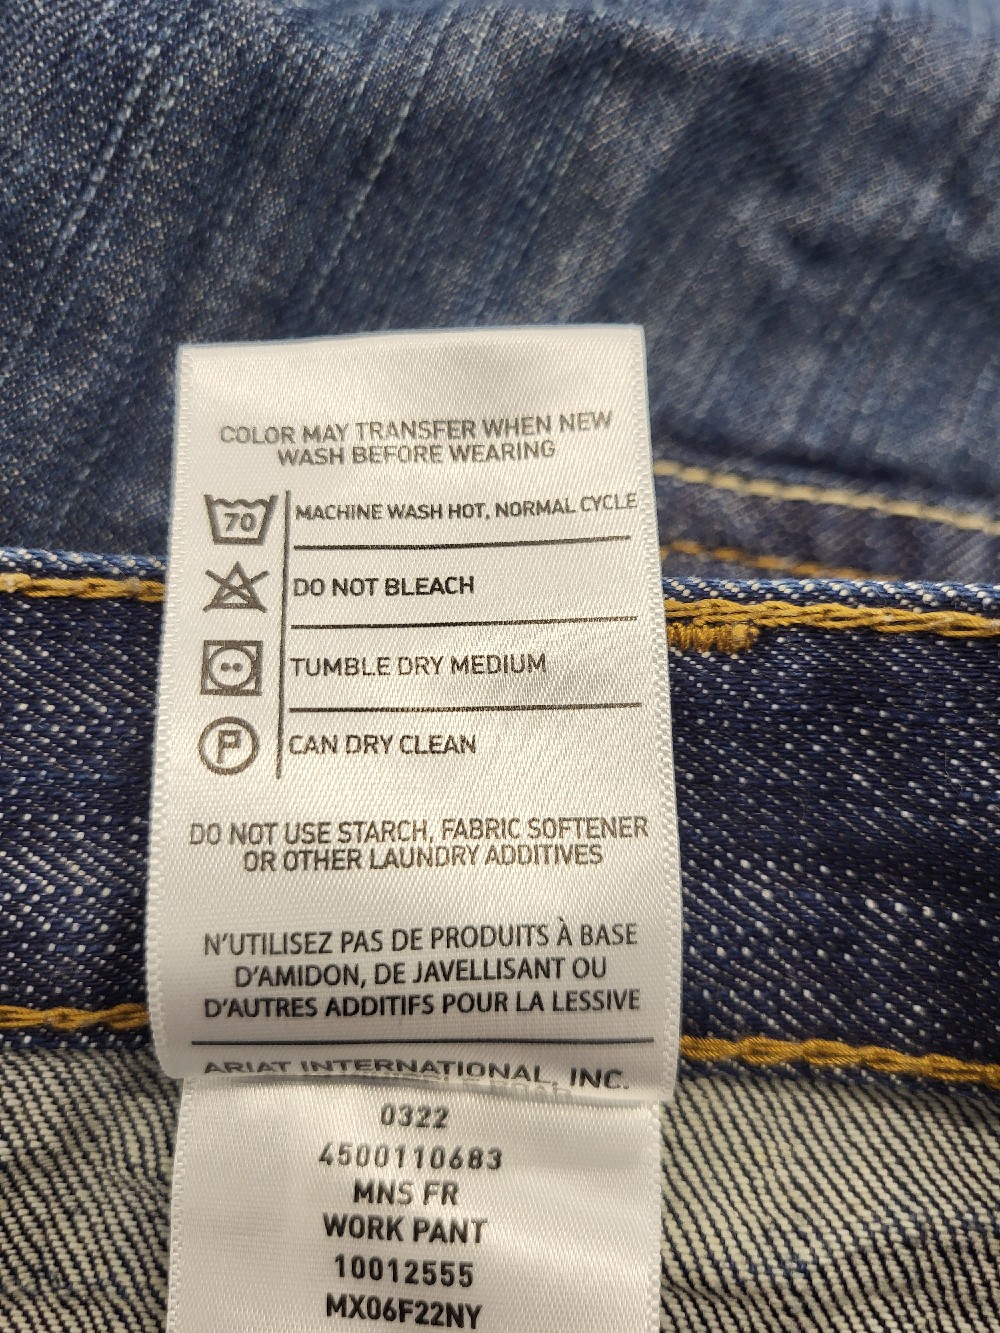 COLOR MAY TRANSFER WHEN NEW
WASH BEFORE WEARING
70 MACHINE WASH HOT, NORMAL CYCLE
DO NOT BLEACH
TUMBLE DRY MEDIUM
P CAN DRY CLEAN
DO NOT USE STARCH, FABRIC SOFTENER
OR OTHER LAUNDRY ADDITIVES
N'UTILISEZ PAS DE PRODUITS À BASE
D'AMIDON, DE JAVELLISANT OU
D'AUTRES ADDITIFS POUR LA LESSIVE
ARIAT INTERNATIONAL, INC.
0322
4500110683
MNS FR
WORK PANT
10012555
MX06F22NY